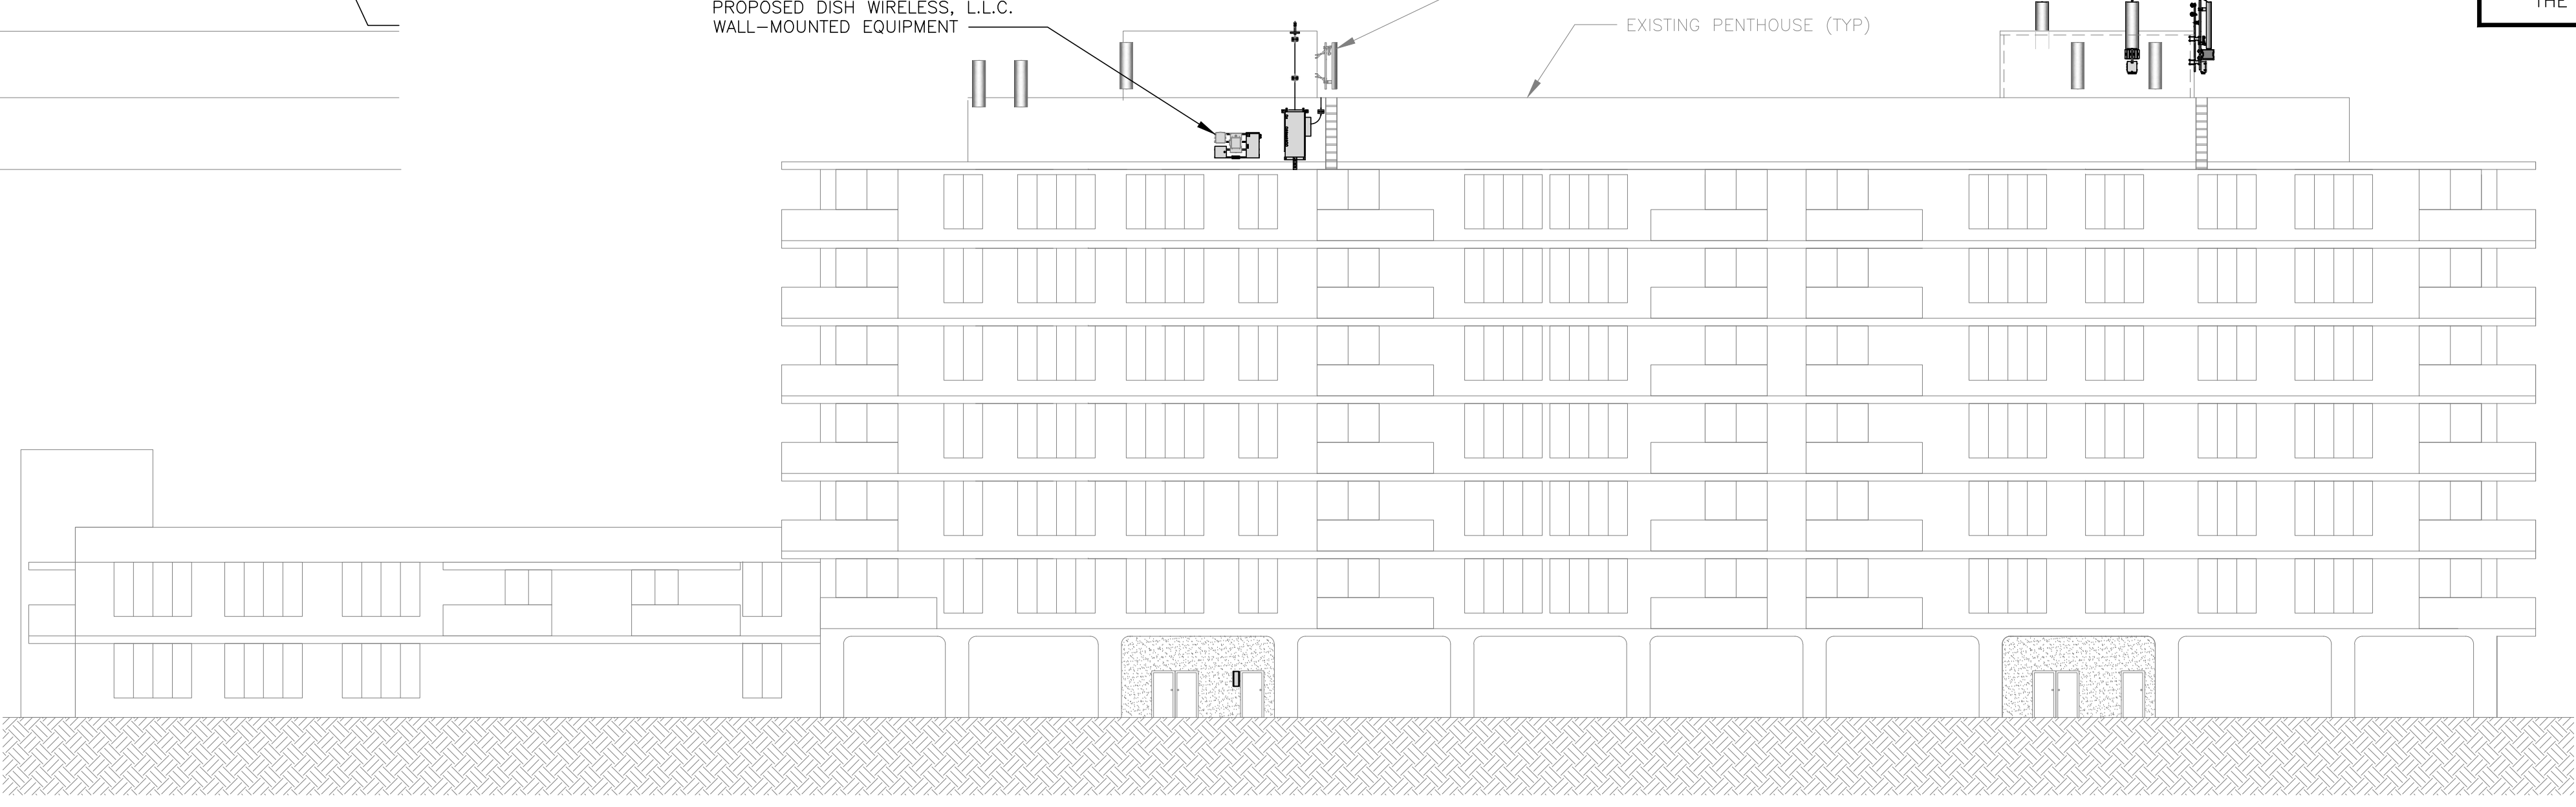 PROPOSED DISH WIRELESS, L.L.C.
WALL-MOUNTED EQUIPMENT
EXISTING PENTHOUSE (TYP)
THE